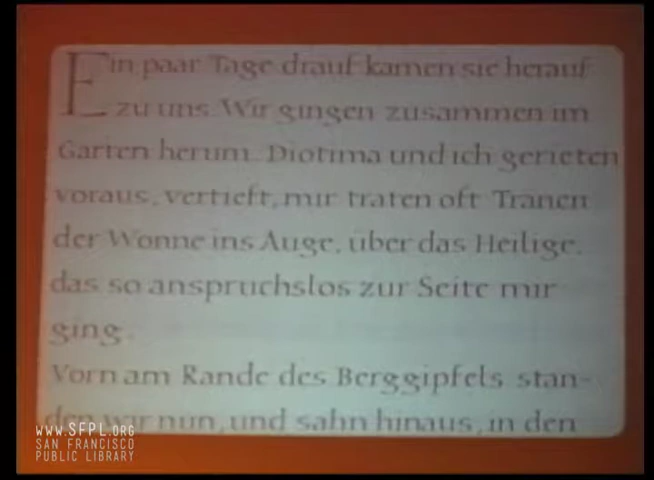 Ein paar Tage drauf kamen sie herauf
zu uns. Wir gingen zusammen im
Garten herum. Diotima und ich gerieten
voraus, vertieft, mir traten oft Tränen
der Wonne ins Auge, über das Heilige,
das so anspruchslos zur Seite mir
ging.
Vorn am Rande des Berggipfels stan-
den wir nun, und sahn hinaus, in den
WWW.SFPL.ORG
SAN FRANCISCO
PUBLIC LIBRARY